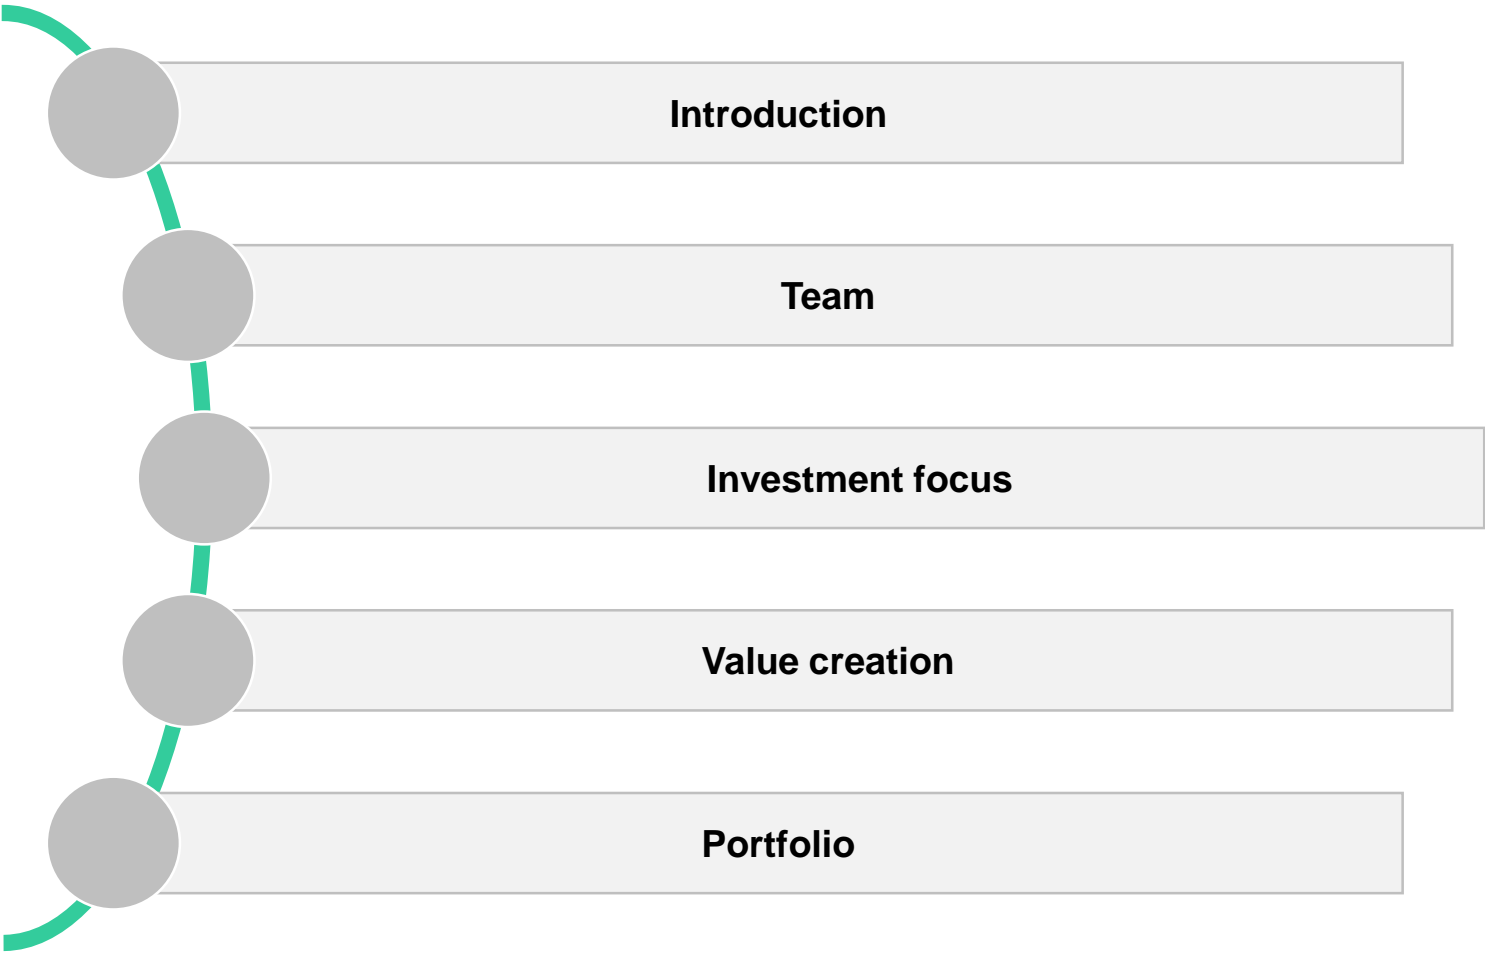 Introduction
Team
Investment focus
Value creation
Portfolio